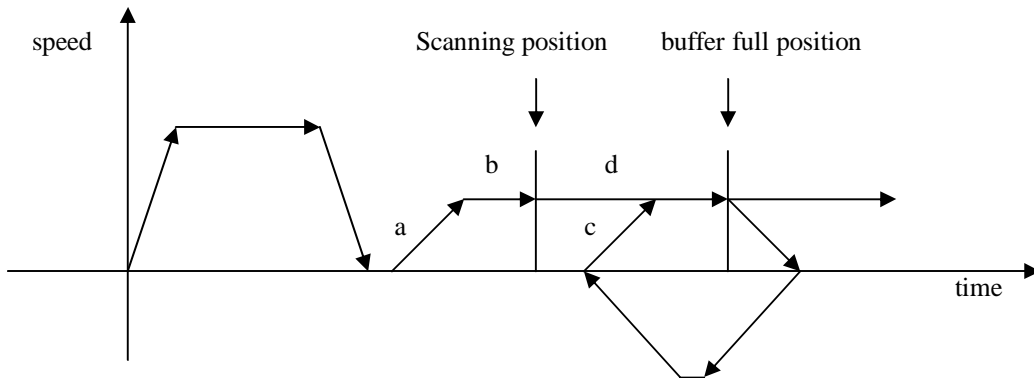 speed
Scanning position
buffer full position
b
d
a
c
time